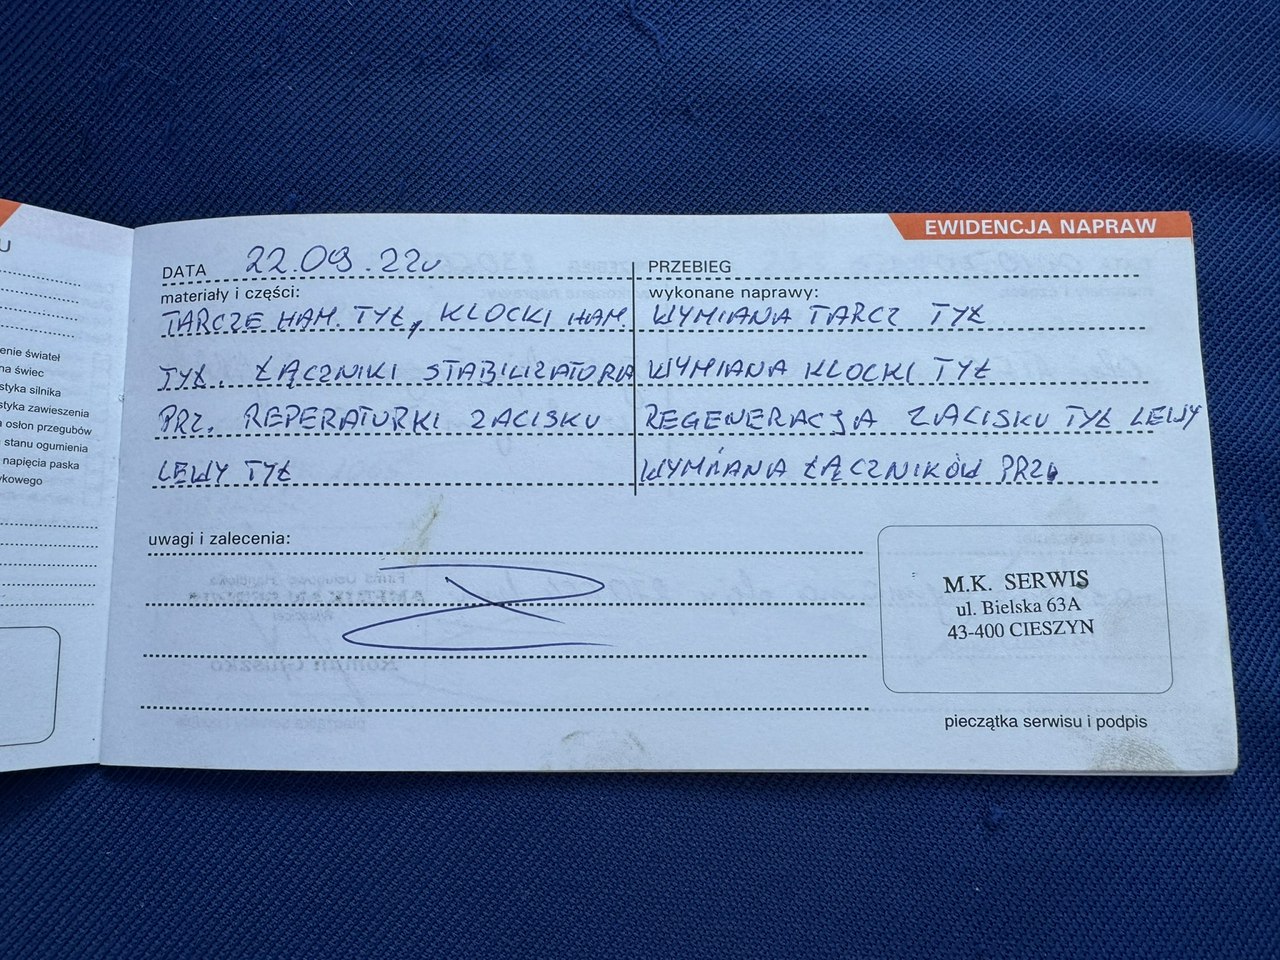 U
enie świateł
na świec
styka silnika
styka zawieszenia
a osłon przegubów
stanu ogumienia
napięcia paska
ykowego
EWIDENCJA NAPRAW
DATA 22.09.22r
PRZEBIEG
materiały i części:
TARCZE HAM. TYŁ, KLOCKI HAM.
TYŁ. ŁĄCZNIKI STABILIZATORA
PRZ. REPERATURKI ZACISKU
LEWY TYŁ
wykonane naprawy:
WYMIANA TARCZ TYŁ
WYMIANA KLOCKI TYŁ
REGENERACJA ZACISKU TYŁ LEWY
WYMIANA ŁĄCZNIKÓW PRZ.
uwagi i zalecenia:
M.K. SERWIS
ul. Bielska 63A
43-400 CIESZYN
pieczątka serwisu i podpis